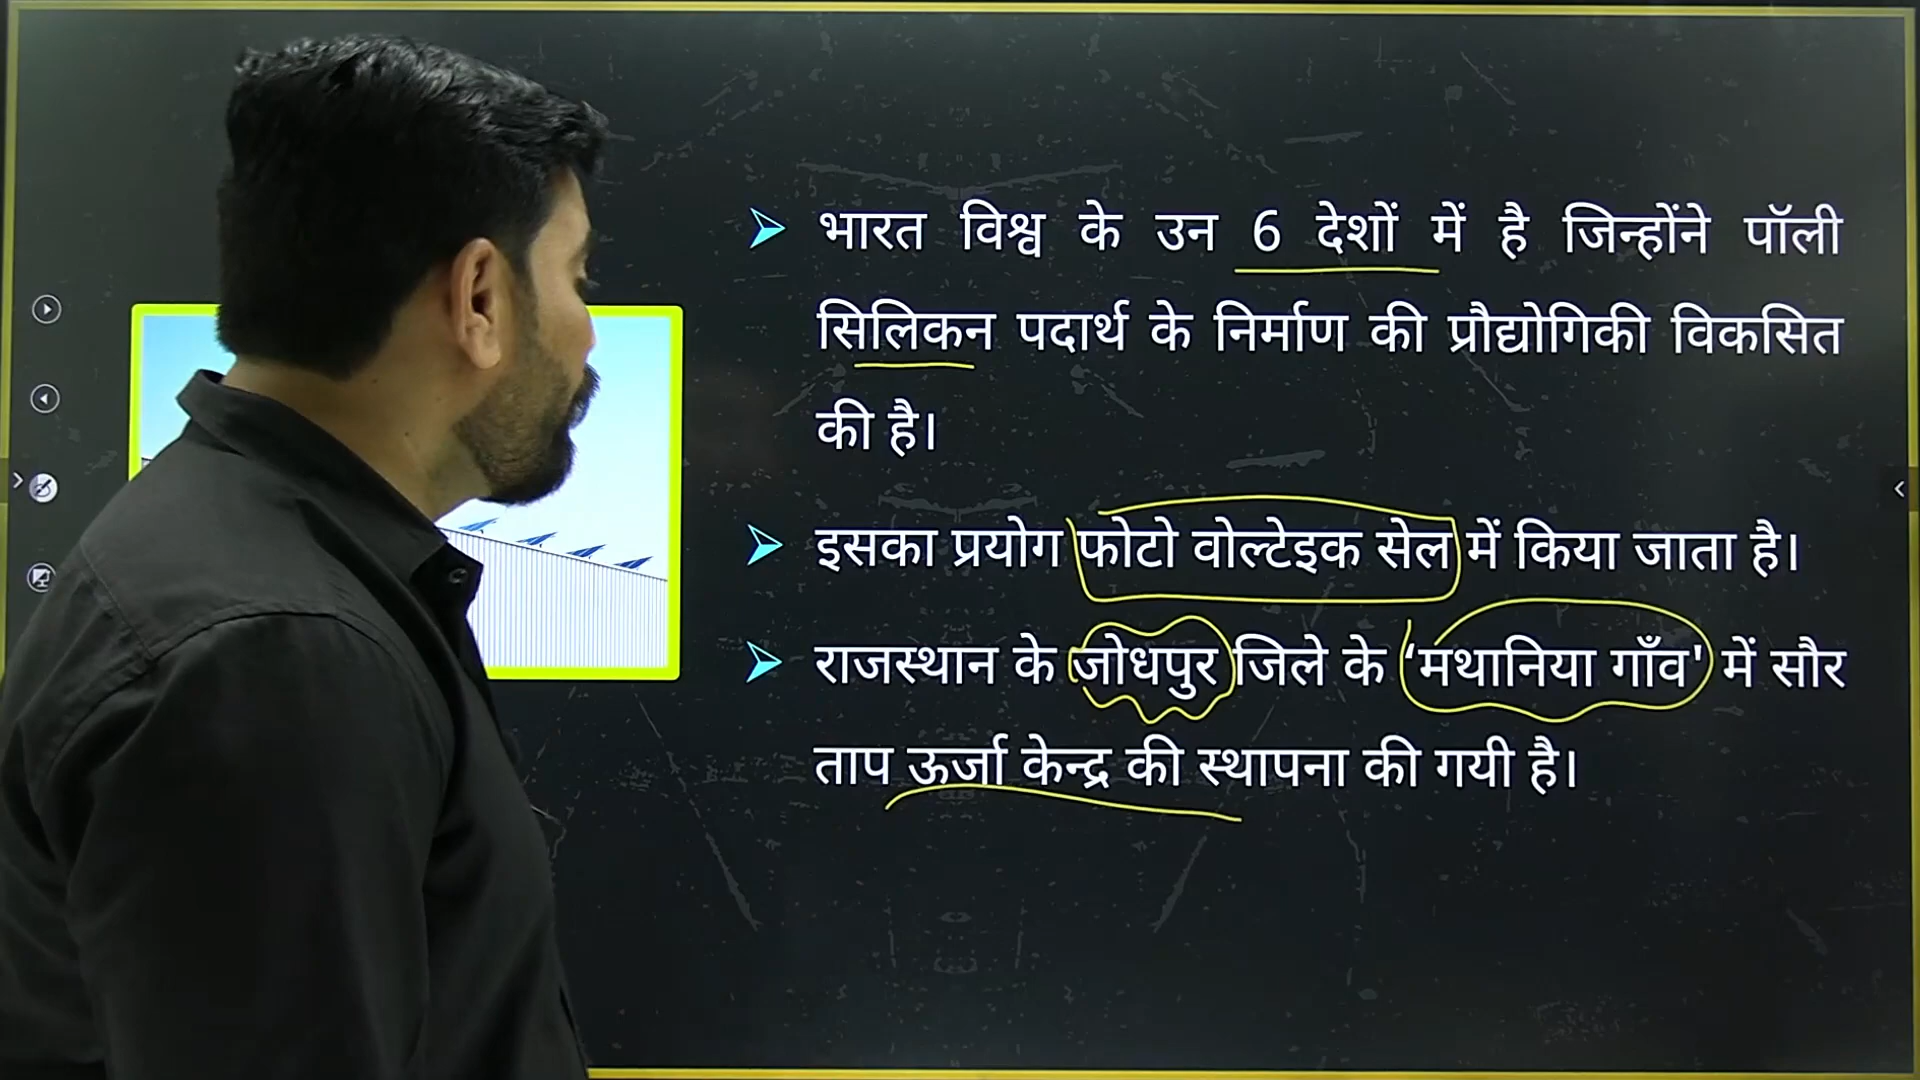 भारत विश्व के उन 6 देशों में है जिन्होंने पॉली
सिलिकन पदार्थ के निर्माण की प्रौद्योगिकी विकसित
की है।
इसका प्रयोग फोटो वोल्टेइक सेल में किया जाता है।
राजस्थान के जोधपुर जिले के ‘मथानिया गाँव' में सौर
ताप ऊर्जा केन्द्र की स्थापना की गयी है।